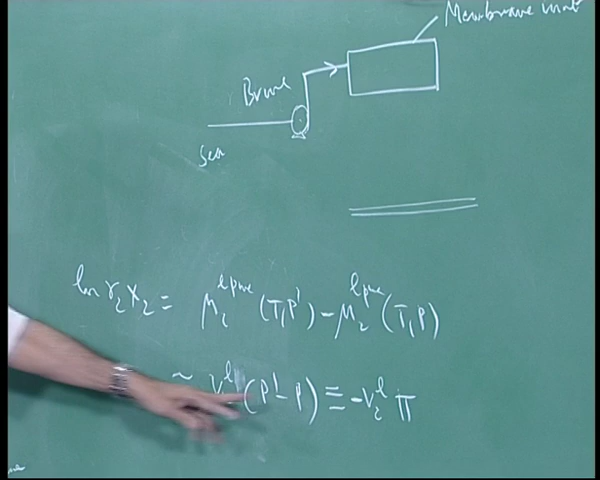 Membrane unit
Brine
Sea
ln γ₂ x₂ = μ₂^{l pure} (T, P') - μ₂^{l pure} (T, P)
~ V₂^l (P' - P) ≡ -V₂^l π